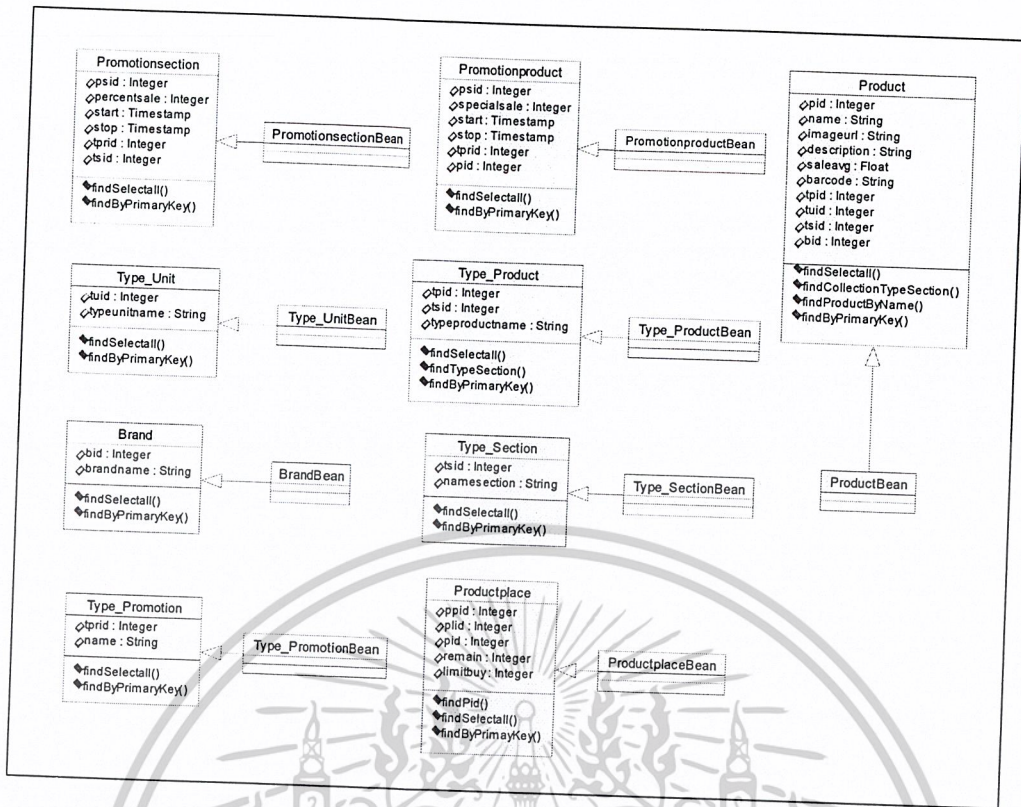 Promotionsection
psid : Integer
percentsale : Integer
start : Timestamp
stop : Timestamp
tprid : Integer
tsid : Integer
findSelectall()
findByPrimaryKey()
PromotionsectionBean
Promotionproduct
psid : Integer
specialsale : Integer
start : Timestamp
stop : Timestamp
tprid : Integer
pid : Integer
findSelectall()
findByPrimaryKey()
PromotionproductBean
Product
pid : Integer
name : String
imageurl : String
description : String
saleavg : Float
barcode : String
tpid : Integer
tuid : Integer
tsid : Integer
bid : Integer
findSelectall()
findCollectionTypeSection()
findProductByName()
findByPrimaryKey()
Type_Unit
tuid : Integer
typeunitname : String
findSelectall()
findByPrimaryKey()
Type_UnitBean
Type_Product
tpid : Integer
tsid : Integer
typeproductname : String
findSelectall()
findTypeSection()
findByPrimaryKey()
Type_ProductBean
Brand
bid : Integer
brandname : String
findSelectall()
findByPrimaryKey()
BrandBean
Type_Section
tsid : Integer
namesection : String
findSelectall()
findByPrimaryKey()
Type_SectionBean
ProductBean
Type_Promotion
tprid : Integer
name : String
findSelectall()
findByPrimaryKey()
Type_PromotionBean
Productplace
ppid : Integer
plid : Integer
pid : Integer
remain : Integer
limitbuy : Integer
findPid()
findSelectall()
findByPrimayKey()
ProductplaceBean